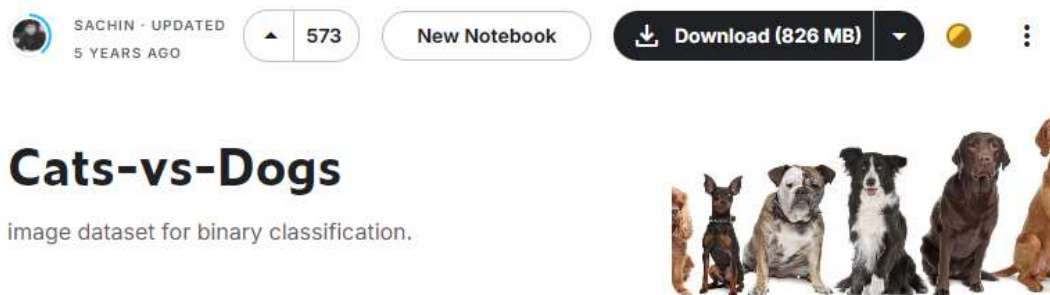 SACHIN · UPDATED
5 YEARS AGO
573
New Notebook
Download (826 MB)
Cats-vs-Dogs
image dataset for binary classification.